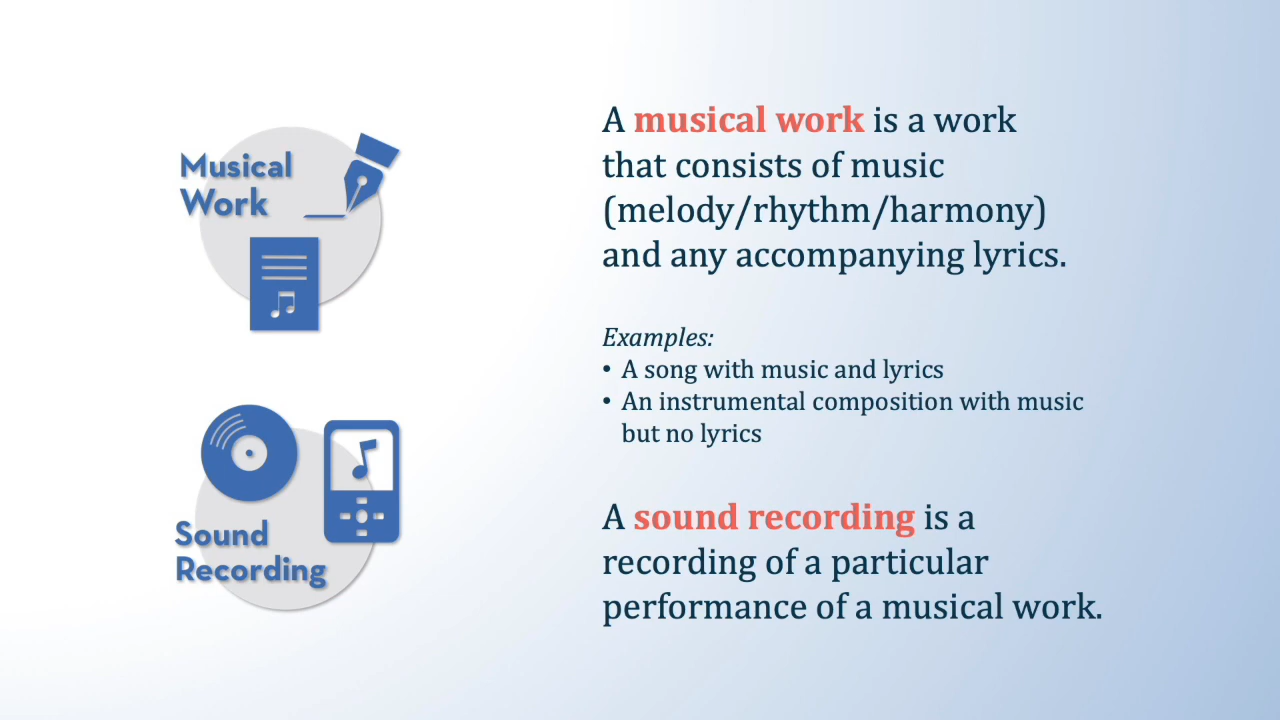 Musical
Work
A musical work is a work
that consists of music
(melody/rhythm/harmony)
and any accompanying lyrics.
Examples:
• A song with music and lyrics
• An instrumental composition with music
but no lyrics
Sound
Recording
A sound recording is a
recording of a particular
performance of a musical work.